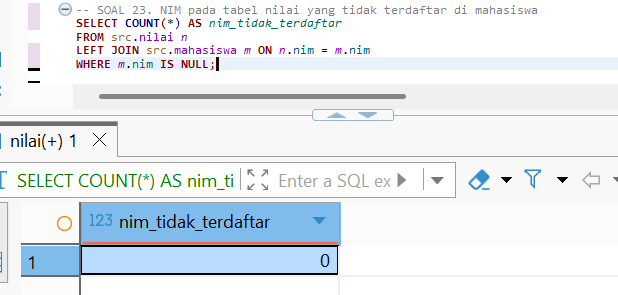 -- SOAL 23. NIM pada tabel nilai yang tidak terdaftar di mahasiswa
SELECT COUNT(*) AS nim_tidak_terdaftar
FROM src.nilai n
LEFT JOIN src.mahasiswa m ON n.nim = m.nim
WHERE m.nim IS NULL;
nilai(+) 1
SELECT COUNT(*) AS nim_ti
Enter a SQL ex
123 nim_tidak_terdaftar
1 0